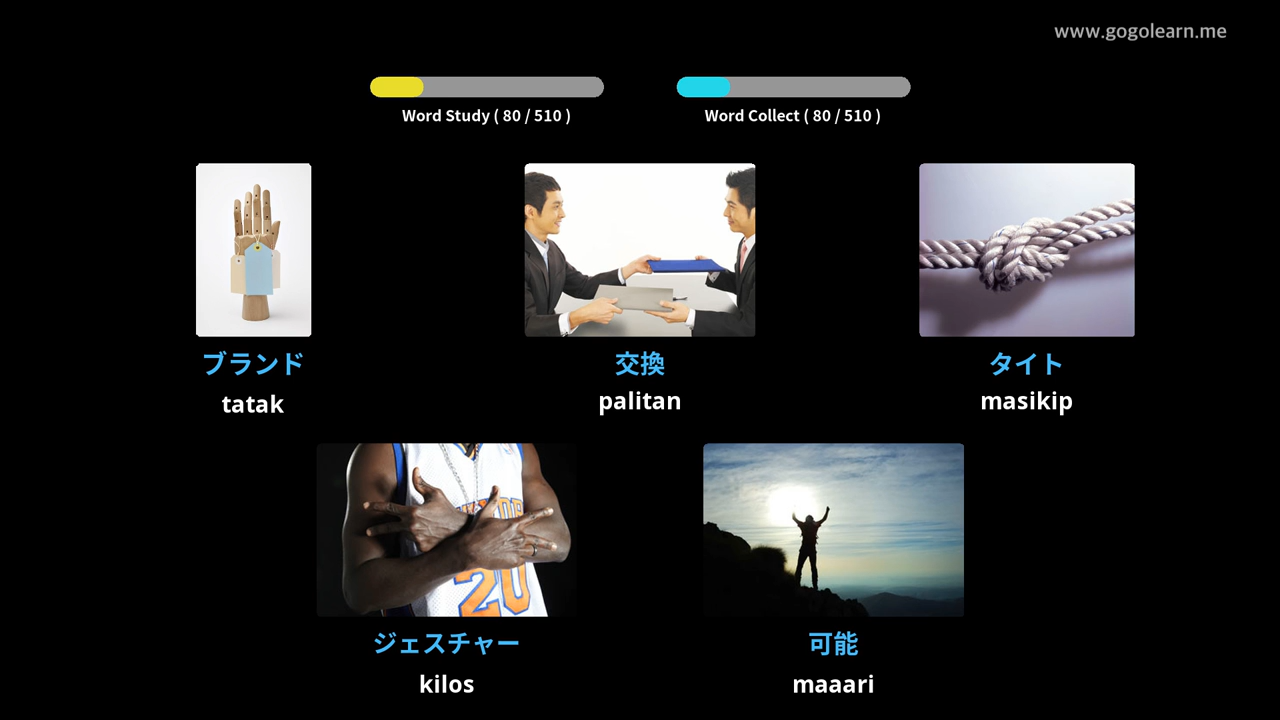 www.gogolearn.me
Word Study ( 80 / 510 )
Word Collect ( 80 / 510 )
ブランド
tatak
交換
palitan
タイト
masikip
20
ジェスチャー
kilos
可能
maaari